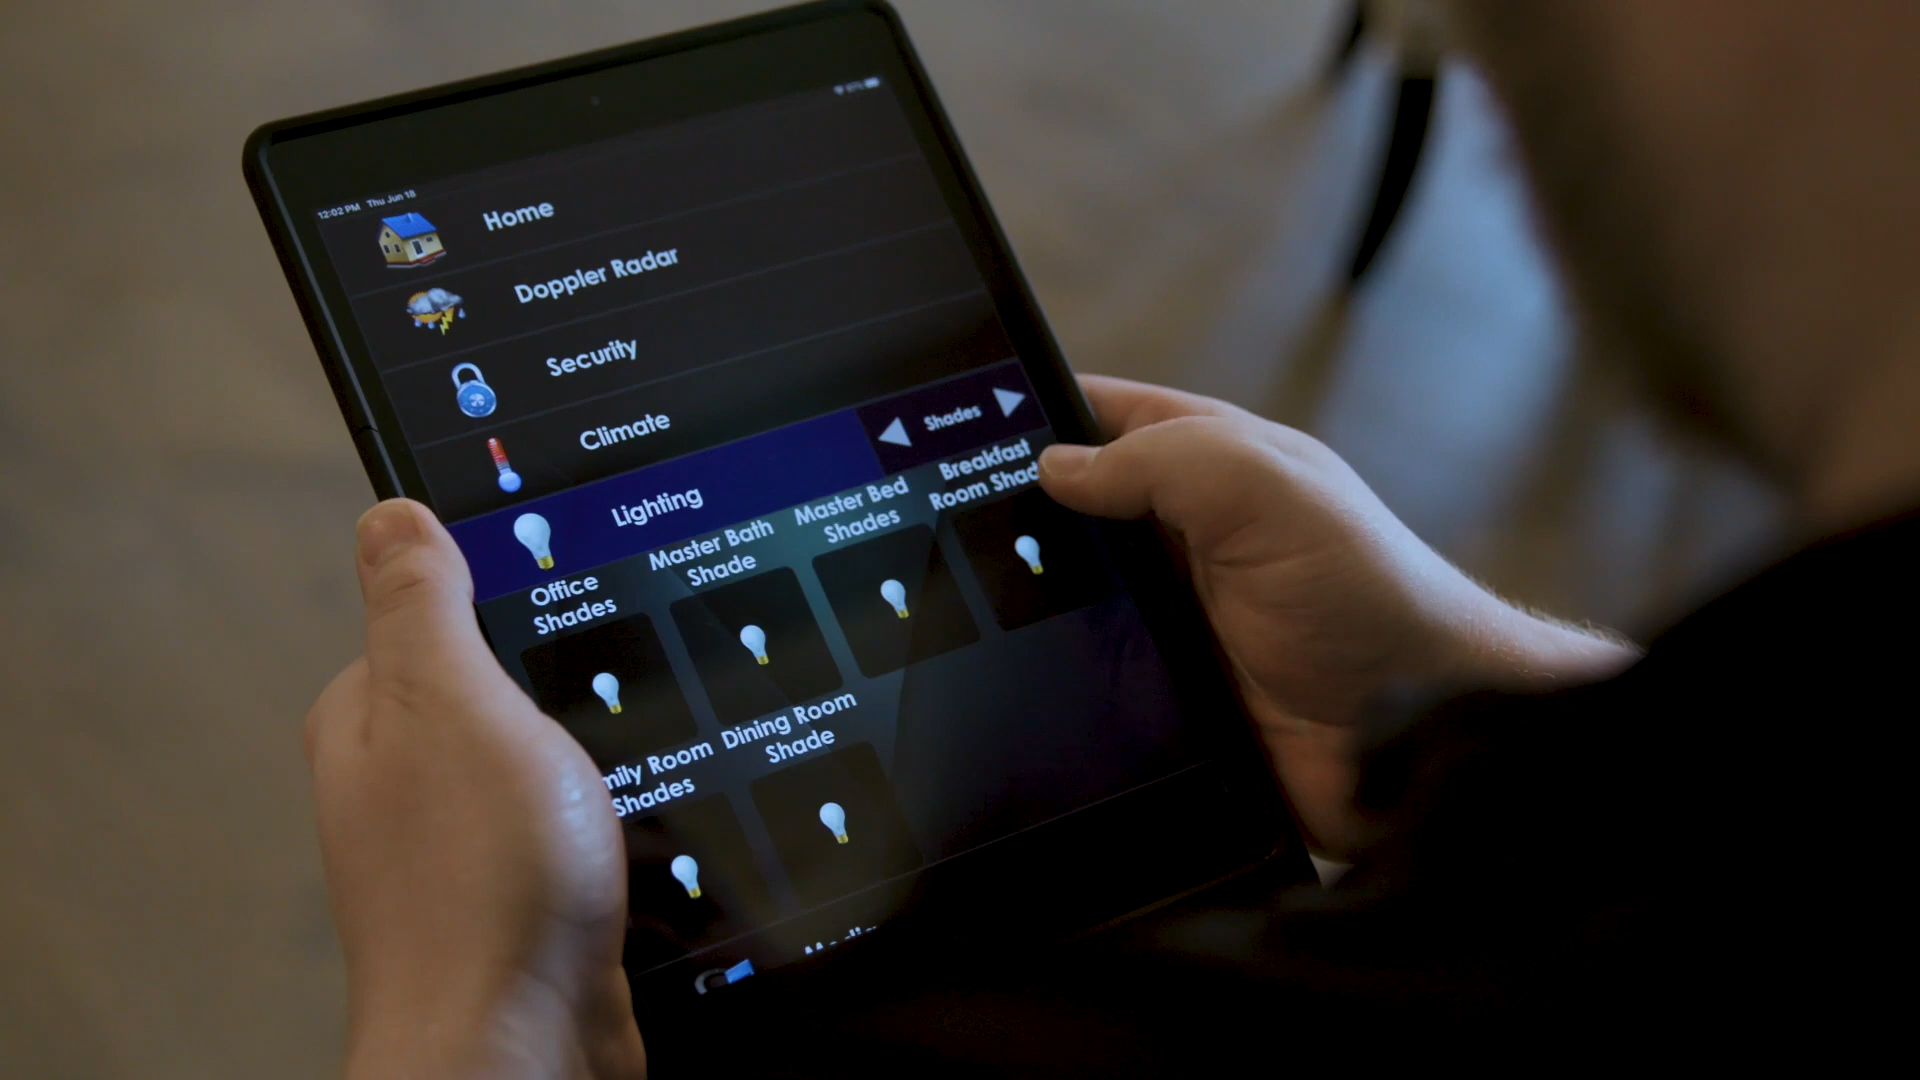 12:02 PM Thu Jun 18
Home
Doppler Radar
Security
Climate
Lighting
Shades
Office
Shades
Master Bath
Shade
Master Bed
Shades
Breakfast
Room Shad
mily Room
Shades
Dining Room
Shade